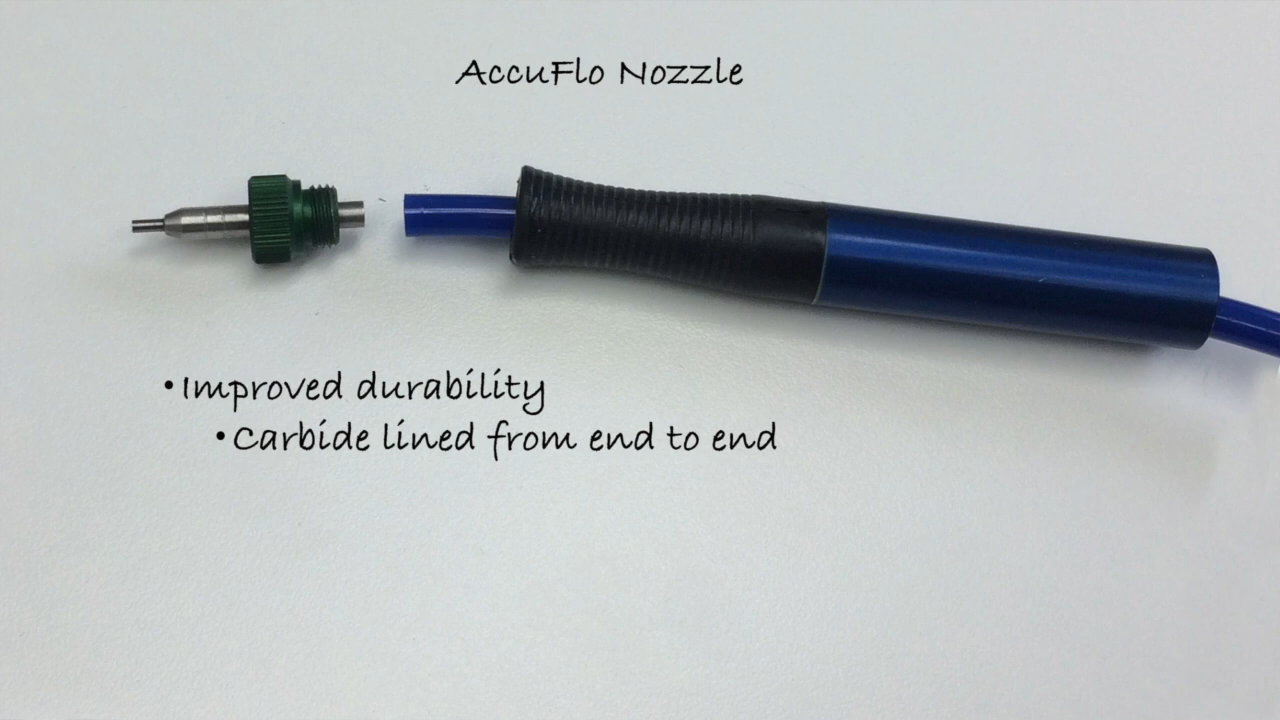 AccuFlo Nozzle
•Improved durability
•Carbide lined from end to end